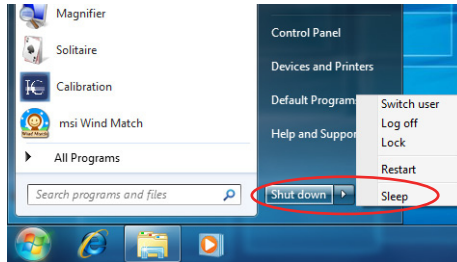 Magnifier
Solitaire
Calibration
msi Wind Match
All Programs
Search programs and files
Control Panel
Devices and Printers
Default Program
Help and Suppor
Shut down
Switch user
Log off
Lock
Restart
Sleep